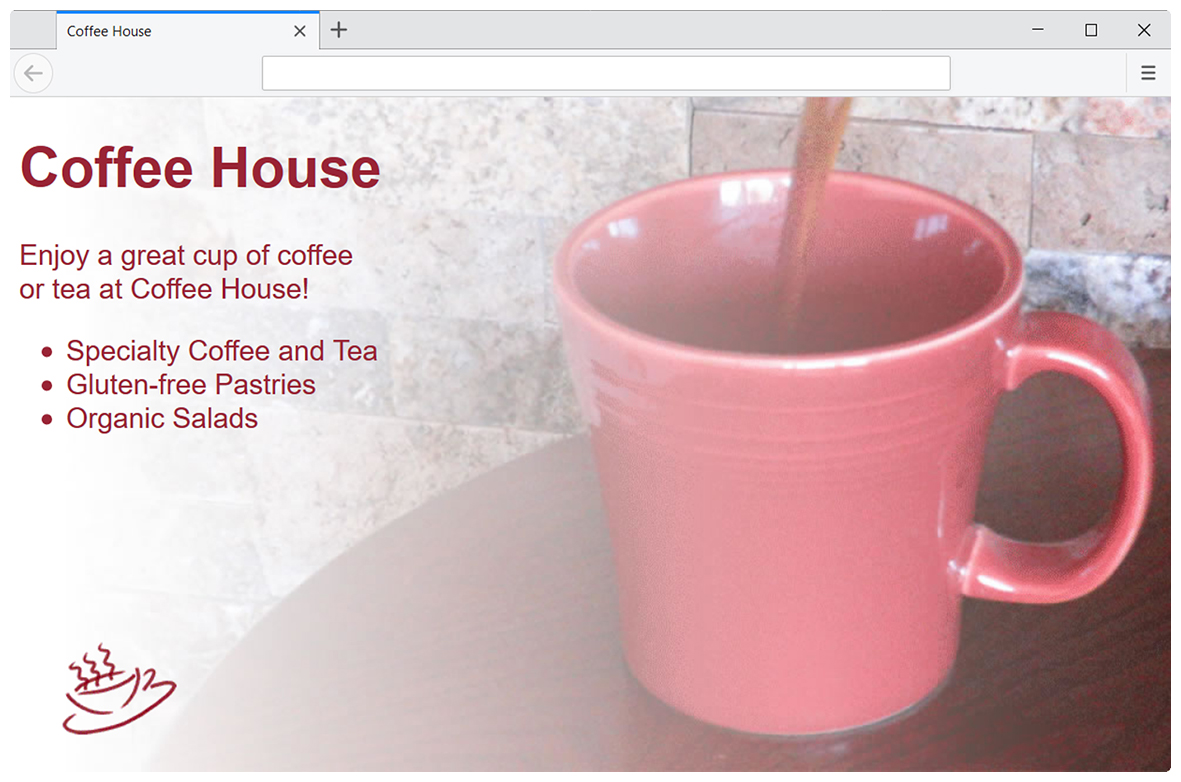 Coffee House
Coffee House
Enjoy a great cup of coffee
or tea at Coffee House!
Specialty Coffee and Tea
Gluten-free Pastries
Organic Salads